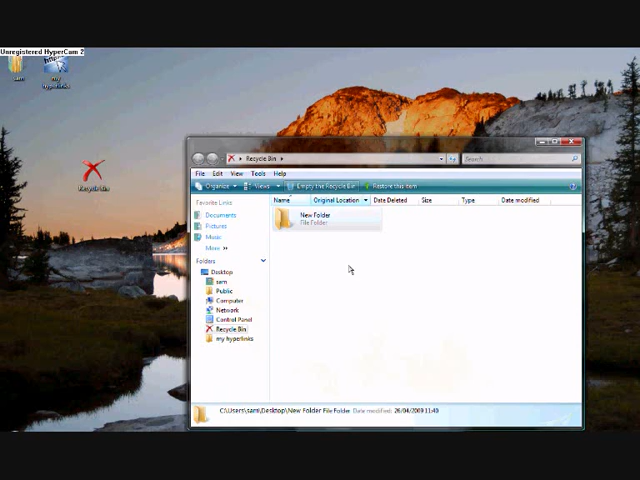 Unregistered HyperCam 2
sam
my hyperlinks
Recycle Bin
Recycle Bin
Search
File Edit View Tools Help
Organize Views Empty the Recycle Bin Restore this item
Favorite Links
Name Original Location Date Deleted Size Type Date modified
Documents
Pictures
Music
More >>
New Folder
File Folder
Folders
Desktop
sam
Public
Computer
Network
Control Panel
Recycle Bin
my hyperlinks
C:\Users\sam\Desktop\New Folder File Folder Date modified: 26/04/2009 11:40